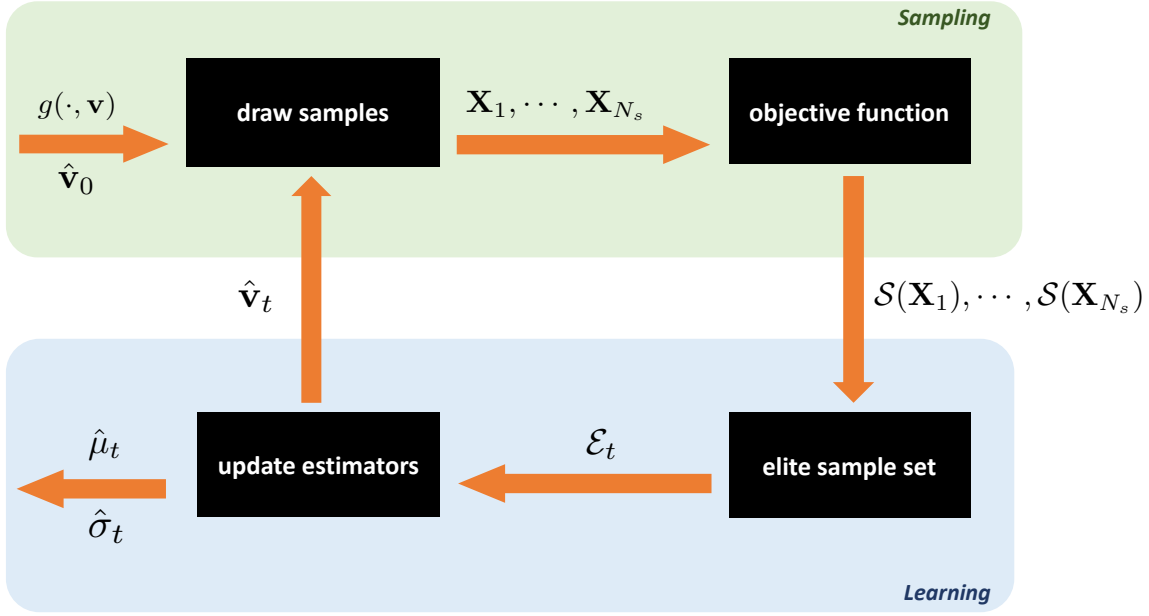 Sampling
g(·, v)
v̂₀
draw samples
X₁, ⋯ , X_{N_s}
objective function
v̂_t
𝒮(X₁), ⋯ , 𝒮(X_{N_s})
μ̂_t
σ̂_t
update estimators
ℰ_t
elite sample set
Learning